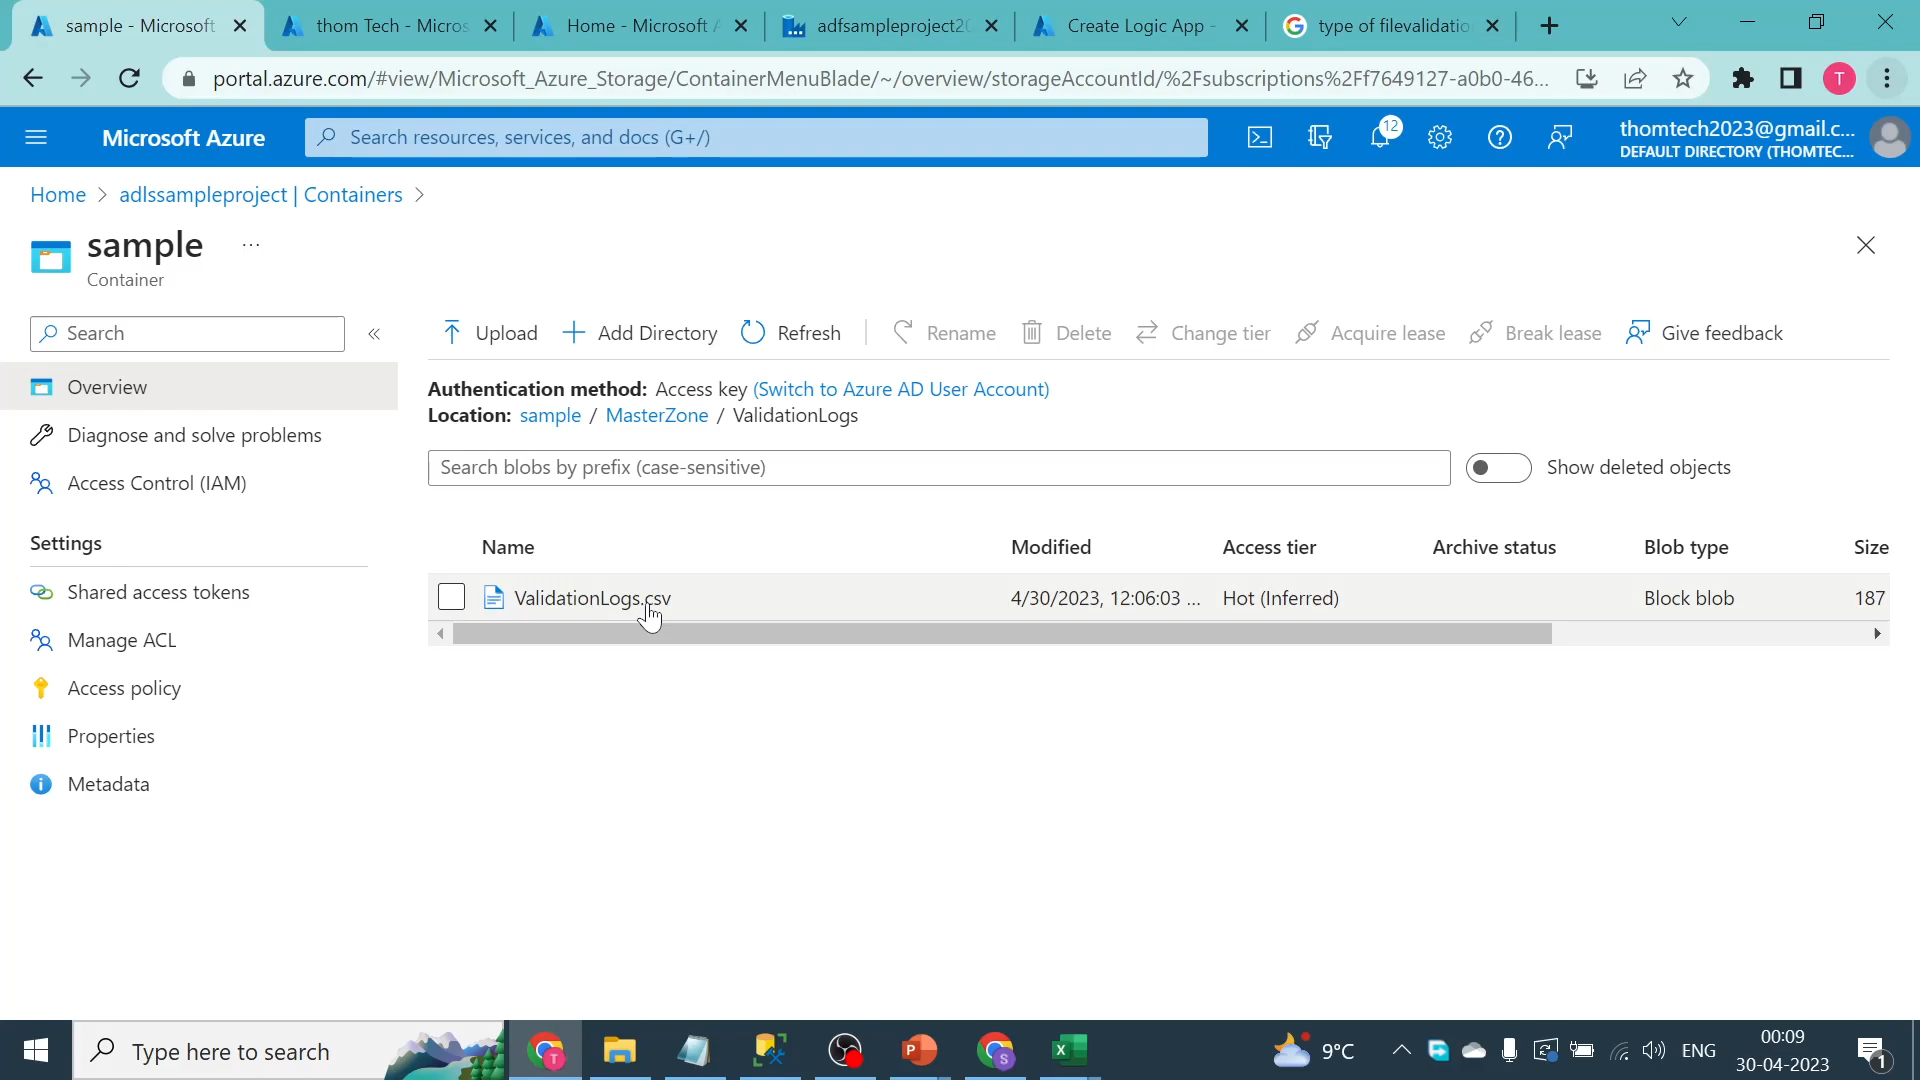 sample - Microsoft
thom Tech - Micros
Home - Microsoft A
adfsampleproject20
Create Logic App -
type of filevalidatio
portal.azure.com/#view/Microsoft_Azure_Storage/ContainerMenuBlade/~/overview/storageAccountId/%2Fsubscriptions%2Ff7649127-a0b0-46...
T
Microsoft Azure
Search resources, services, and docs (G+/)
12
thomtech2023@gmail.c...
DEFAULT DIRECTORY (THOMTEC...
Home > adlssampleproject | Containers >
sample ...
Container
Search
«
Upload
Add Directory
Refresh
Rename
Delete
Change tier
Acquire lease
Break lease
Give feedback
Overview
Diagnose and solve problems
Access Control (IAM)
Settings
Shared access tokens
Manage ACL
Access policy
Properties
Metadata
Authentication method: Access key (Switch to Azure AD User Account)
Location: sample / MasterZone / ValidationLogs
Search blobs by prefix (case-sensitive)
Show deleted objects
Name Modified Access tier Archive status Blob type Size
ValidationLogs.csv 4/30/2023, 12:06:03 ... Hot (Inferred) Block blob 187
Type here to search
T
P
S
X
9°C
ENG
00:09
30-04-2023
1